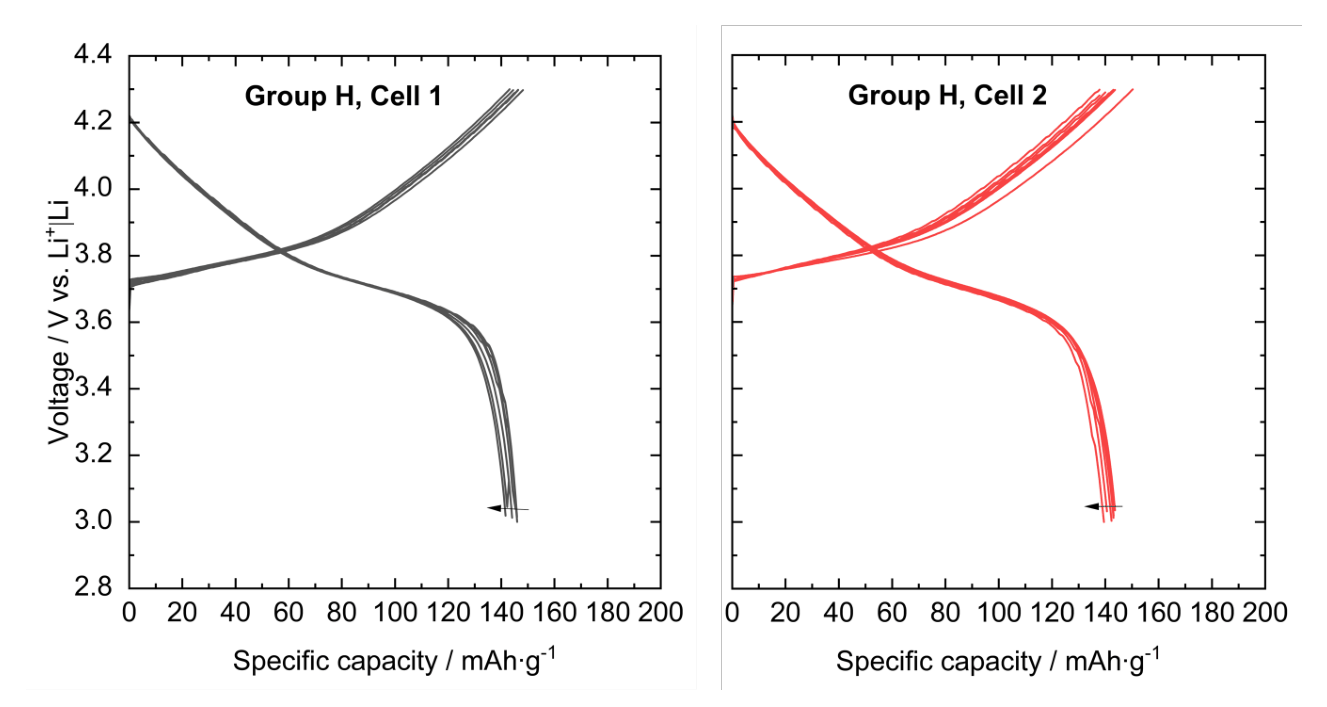 Group H, Cell 1
Voltage / V vs. Li⁺|Li
4.4
4.2
4.0
3.8
3.6
3.4
3.2
3.0
2.8
0 20 40 60 80 100 120 140 160 180 200
Specific capacity / mAh·g⁻¹
Group H, Cell 2
0 20 40 60 80 100 120 140 160 180 200
Specific capacity / mAh·g⁻¹